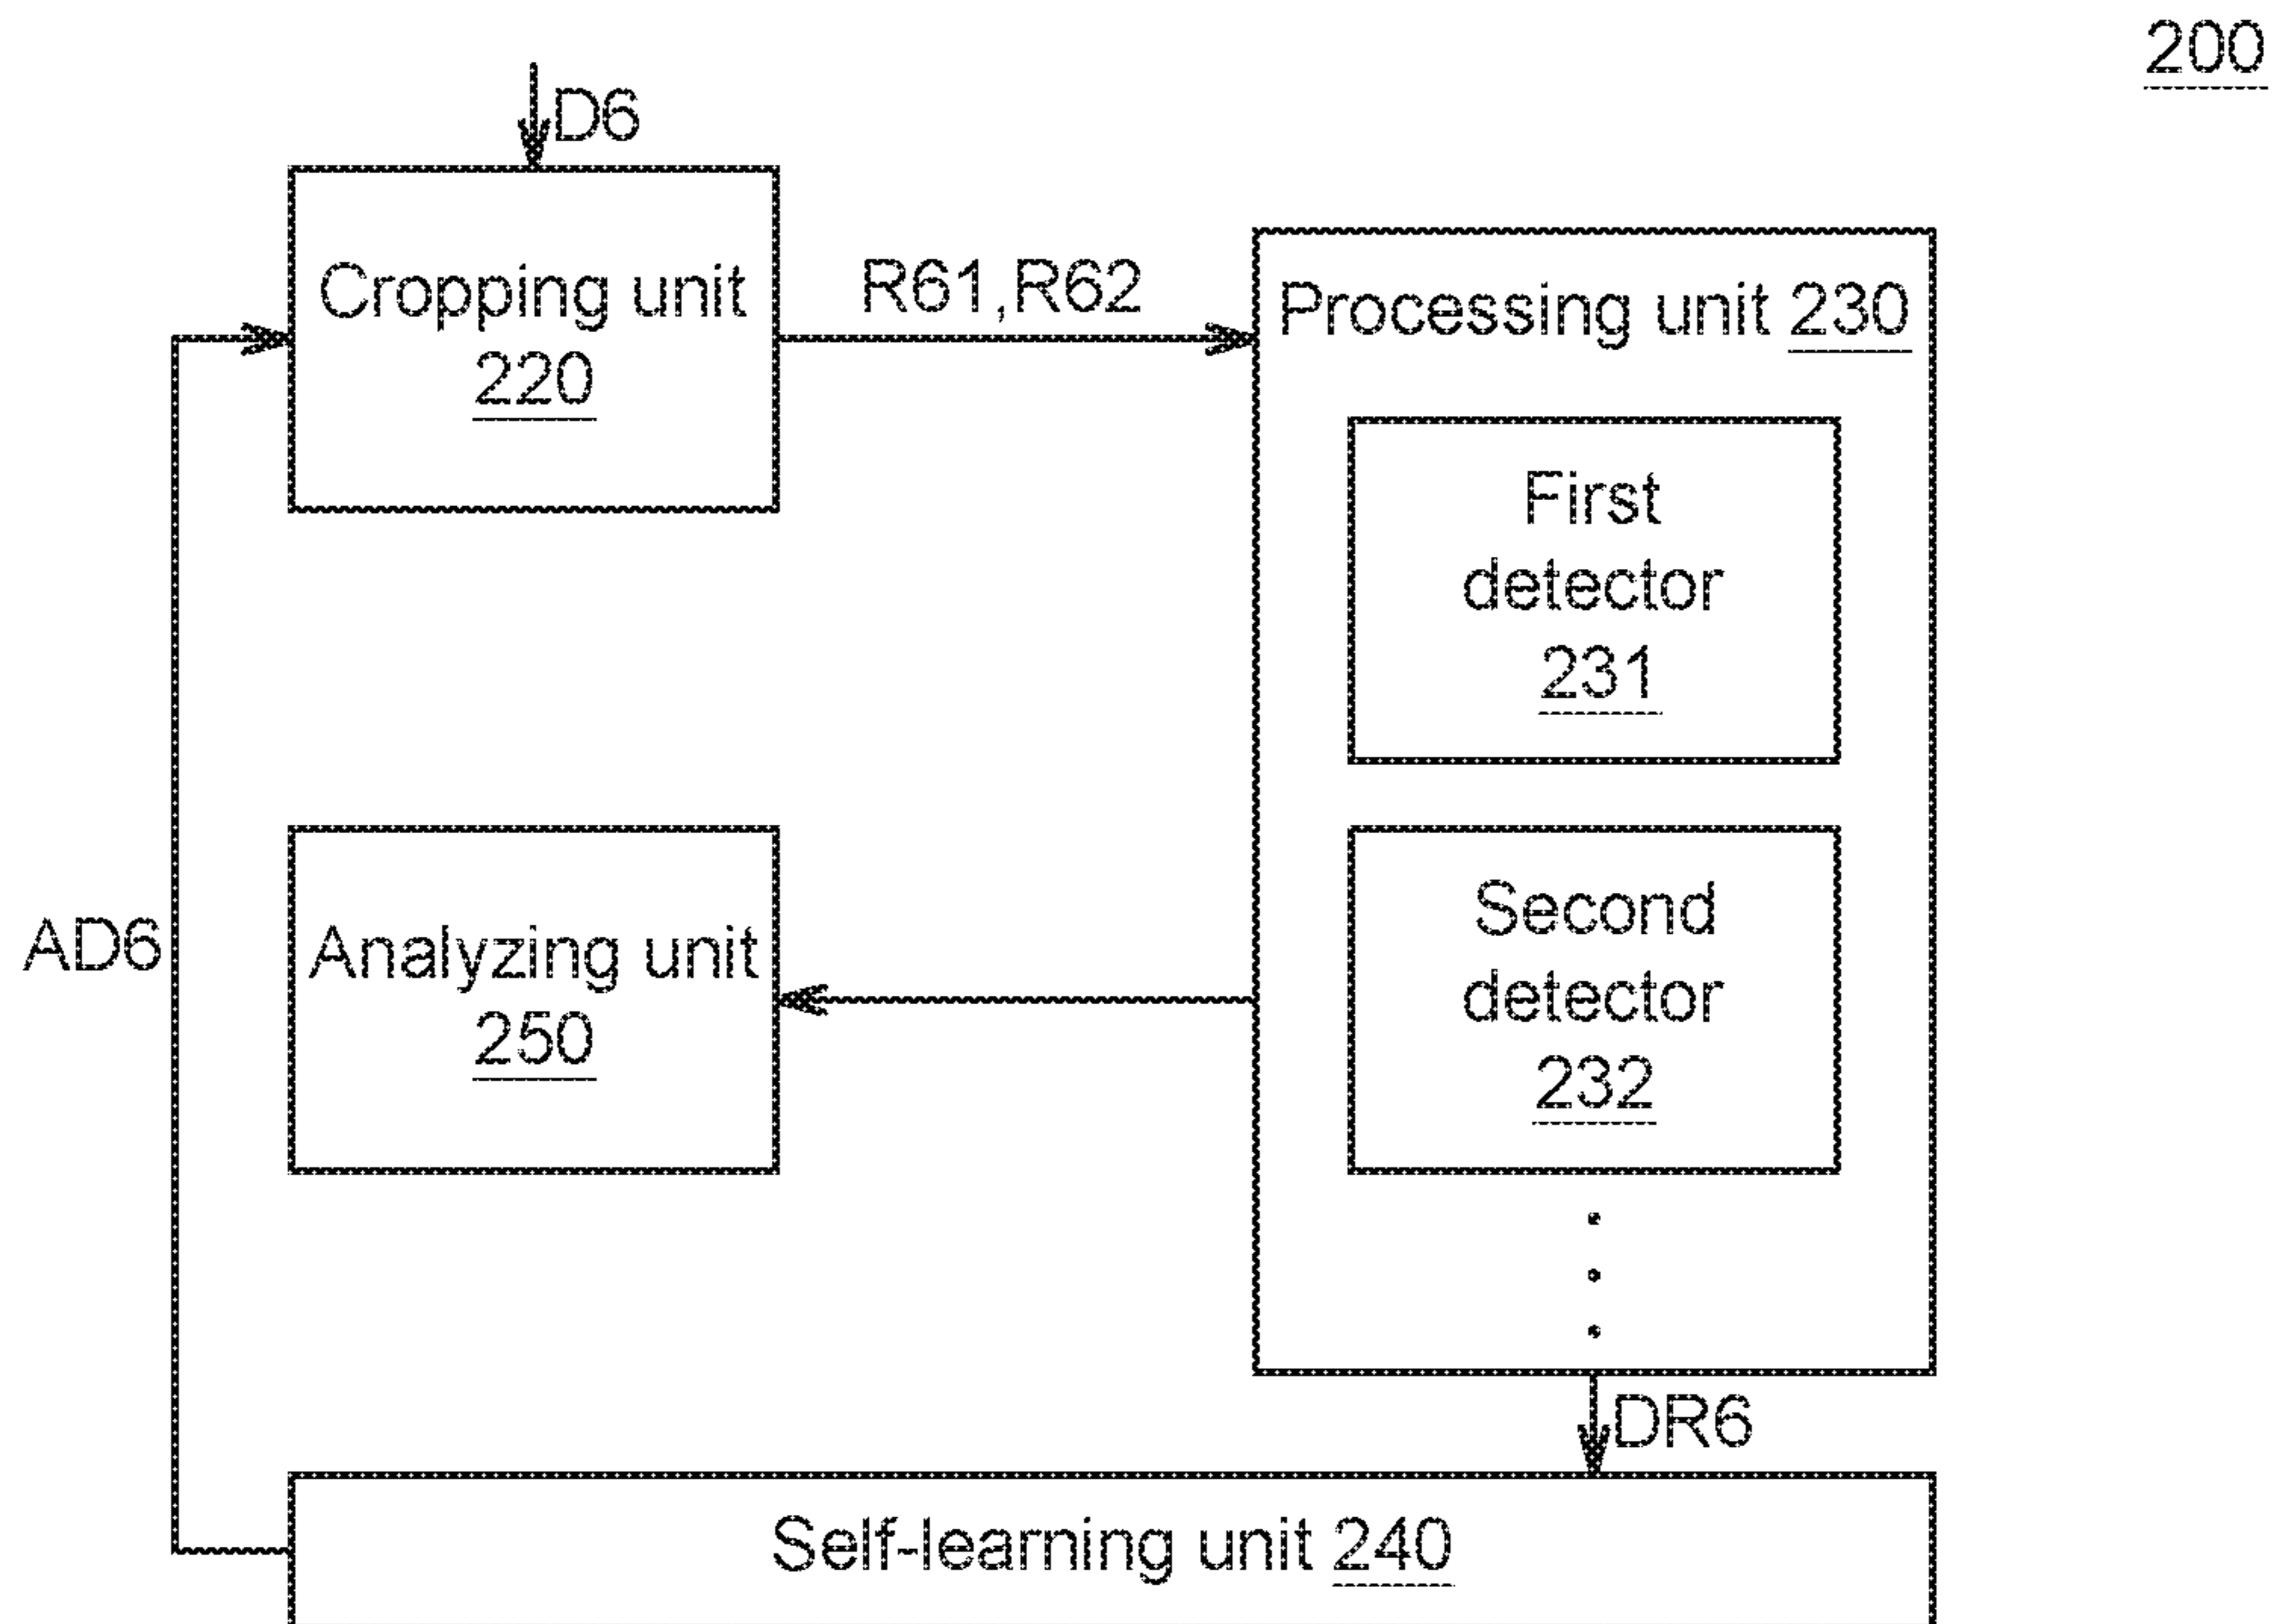 200
D6
Cropping unit
220
R61,R62
Processing unit 230
First
detector
231
Second
detector
232
AD6
Analyzing unit
250
DR6
Self-learning unit 240